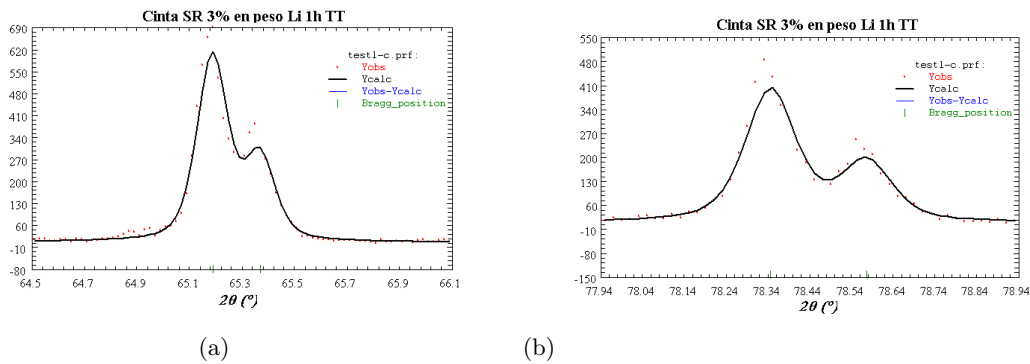 Cinta SR 3% en peso Li 1h TT
690
620
550
480
410
340
270
200
130
60
-10
-80
test1-c.prf:
Yobs
Ycalc
Yobs-Ycalc
Bragg_position
64.5 64.7 64.9 65.1 65.3 65.5 65.7 65.9 66.1
2θ (°)
(a)
Cinta SR 3% en peso Li 1h TT
550
480
410
340
270
200
130
60
-10
-80
-150
test1-c.prf:
Yobs
Ycalc
Yobs-Ycalc
Bragg_position
77.94 78.04 78.14 78.24 78.34 78.44 78.54 78.64 78.74 78.84 78.94
2θ (°)
(b)